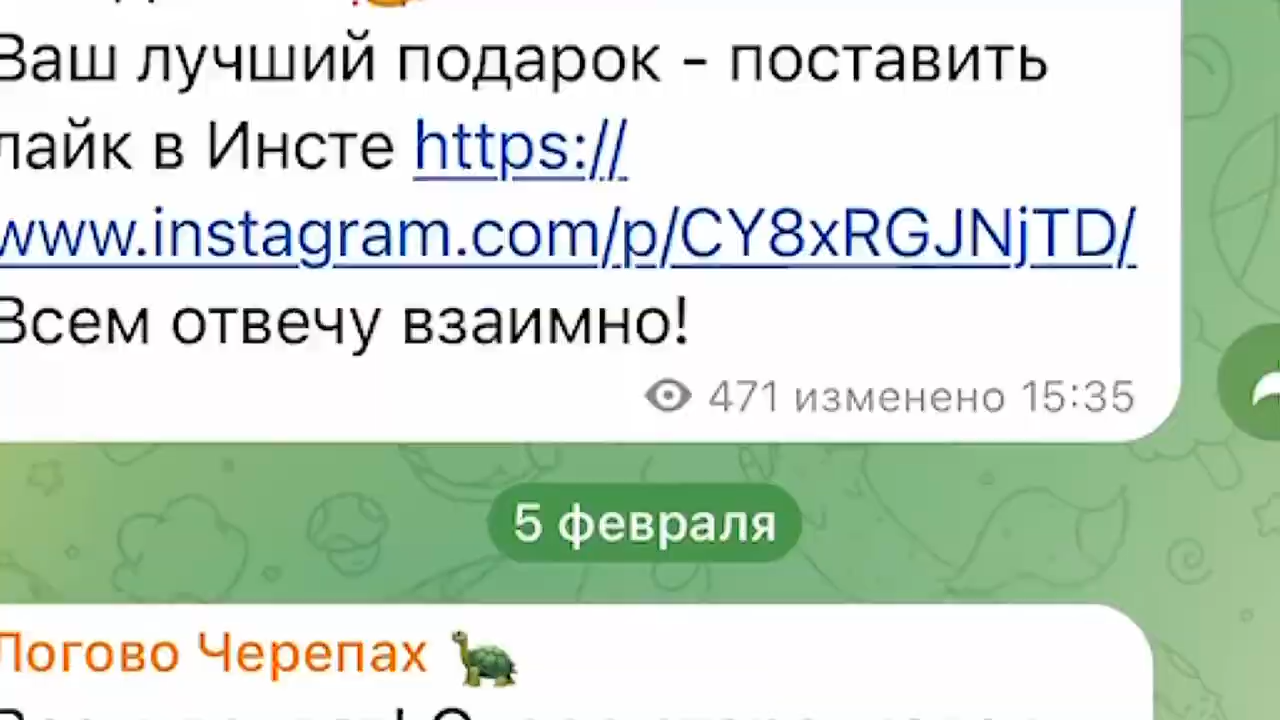 Ваш лучший подарок - поставить
лайк в Инсте https://
www.instagram.com/p/CY8xRGJNjTD/
Всем отвечу взаимно!
471 изменено 15:35
5 февраля
Логово Черепах